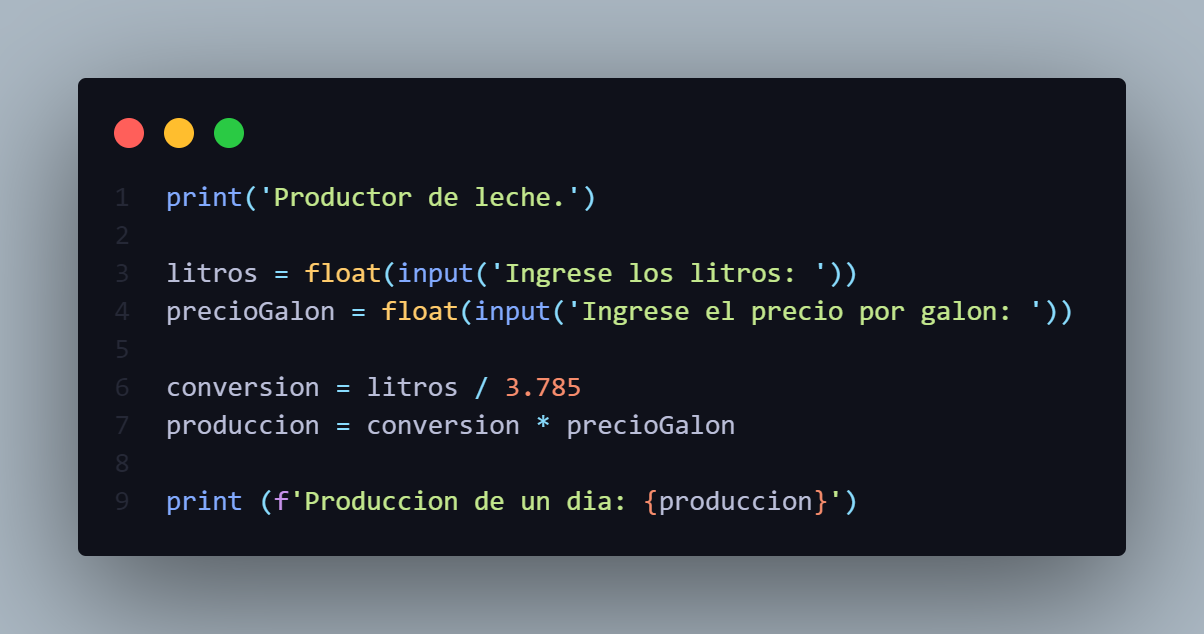 1 print('Productor de leche.')
2
3 litros = float(input('Ingrese los litros: '))
4 precioGalon = float(input('Ingrese el precio por galon: '))
5
6 conversion = litros / 3.785
7 produccion = conversion * precioGalon
8
9 print (f'Produccion de un dia: {produccion}')